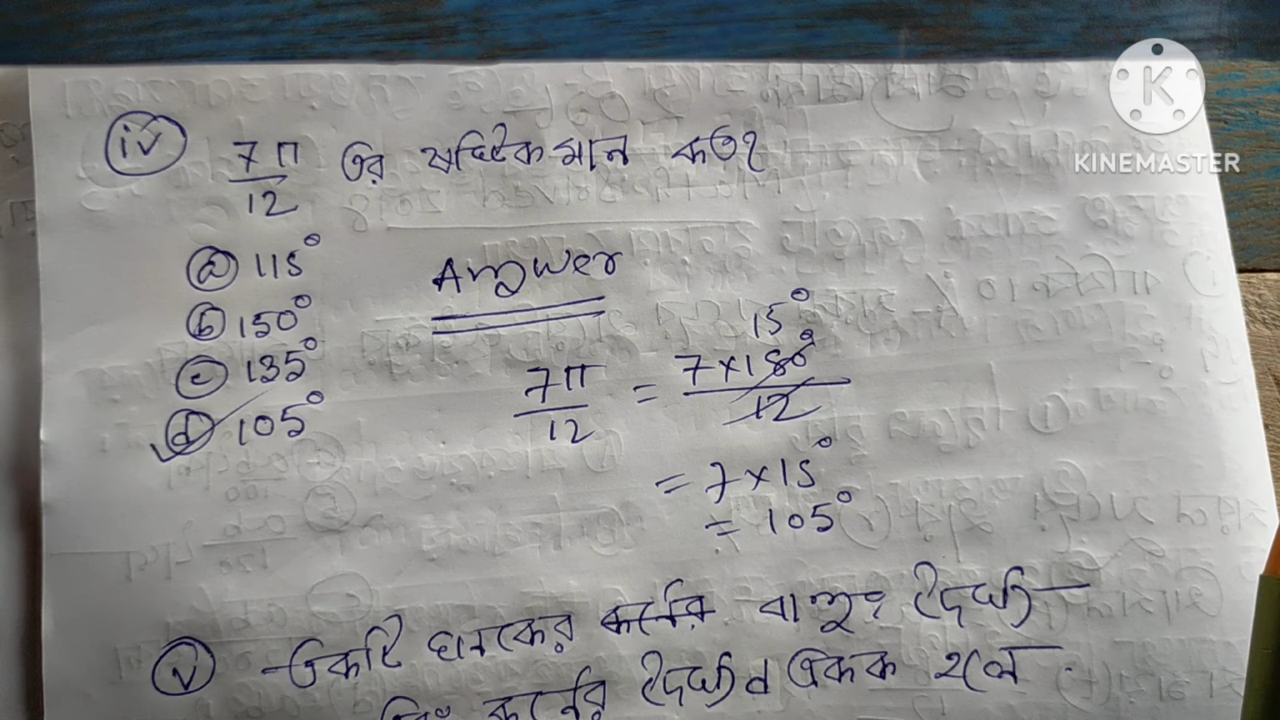 (iv) 7π/12 এর ষষ্টিক মান কত?
KINEMASTER
ⓐ 115°
ⓑ 150°
ⓒ 135°
ⓓ 105°
Answer
7π/12 = 7×180°/12
15°
= 7×15°
= 105°
(v) একটি ঘনকের কর্ণের বাহুর দৈর্ঘ্য
কর্ণের দৈর্ঘ্য d একক হলে